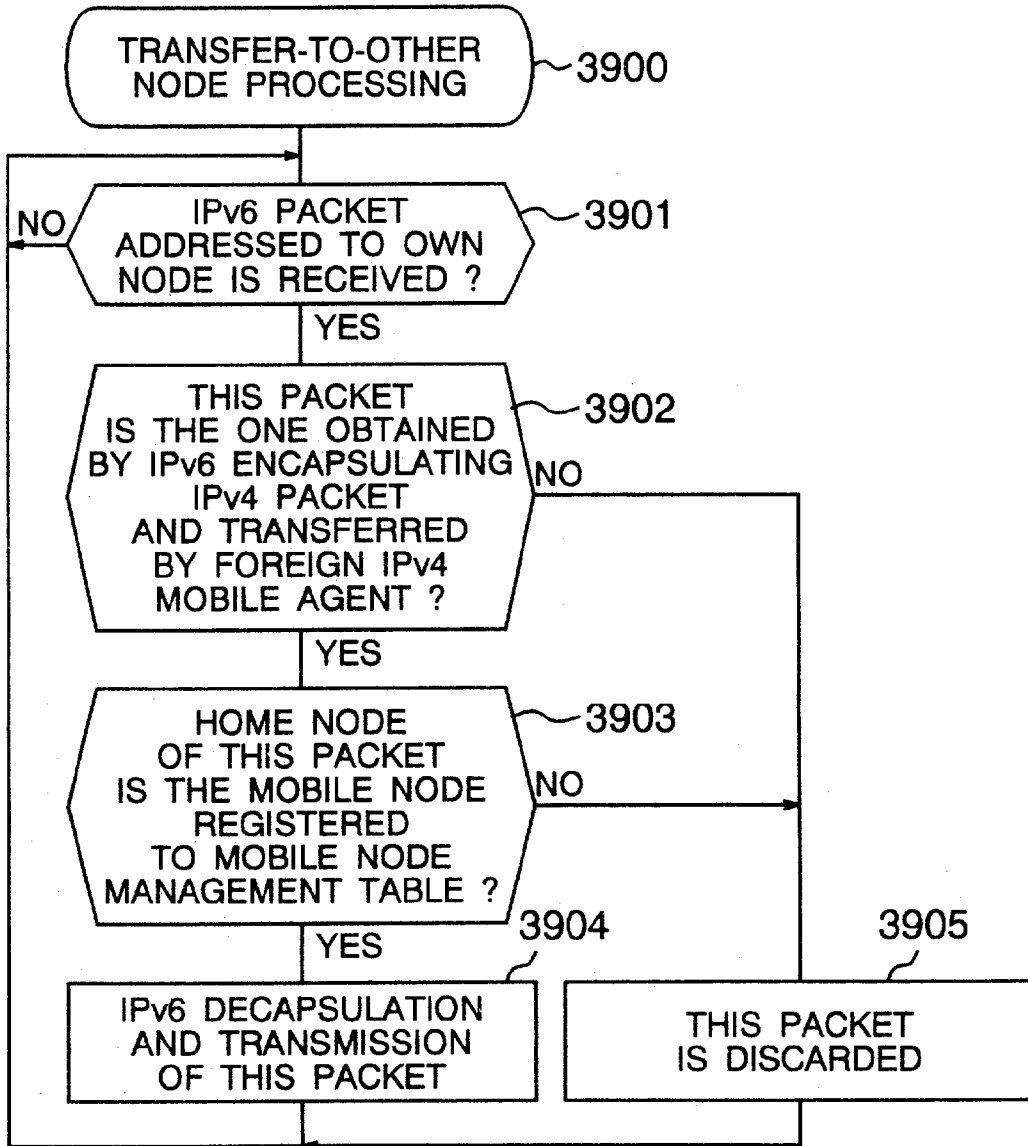 TRANSFER-TO-OTHER
NODE PROCESSING
3900
IPv6 PACKET
ADDRESSED TO OWN
NODE IS RECEIVED ?
3901
NO
YES
THIS PACKET
IS THE ONE OBTAINED
BY IPv6 ENCAPSULATING
IPv4 PACKET
AND TRANSFERRED
BY FOREIGN IPv4
MOBILE AGENT ?
3902
NO
YES
HOME NODE
OF THIS PACKET
IS THE MOBILE NODE
REGISTERED
TO MOBILE NODE
MANAGEMENT TABLE ?
3903
NO
YES
3904
IPv6 DECAPSULATION
AND TRANSMISSION
OF THIS PACKET
3905
THIS PACKET
IS DISCARDED